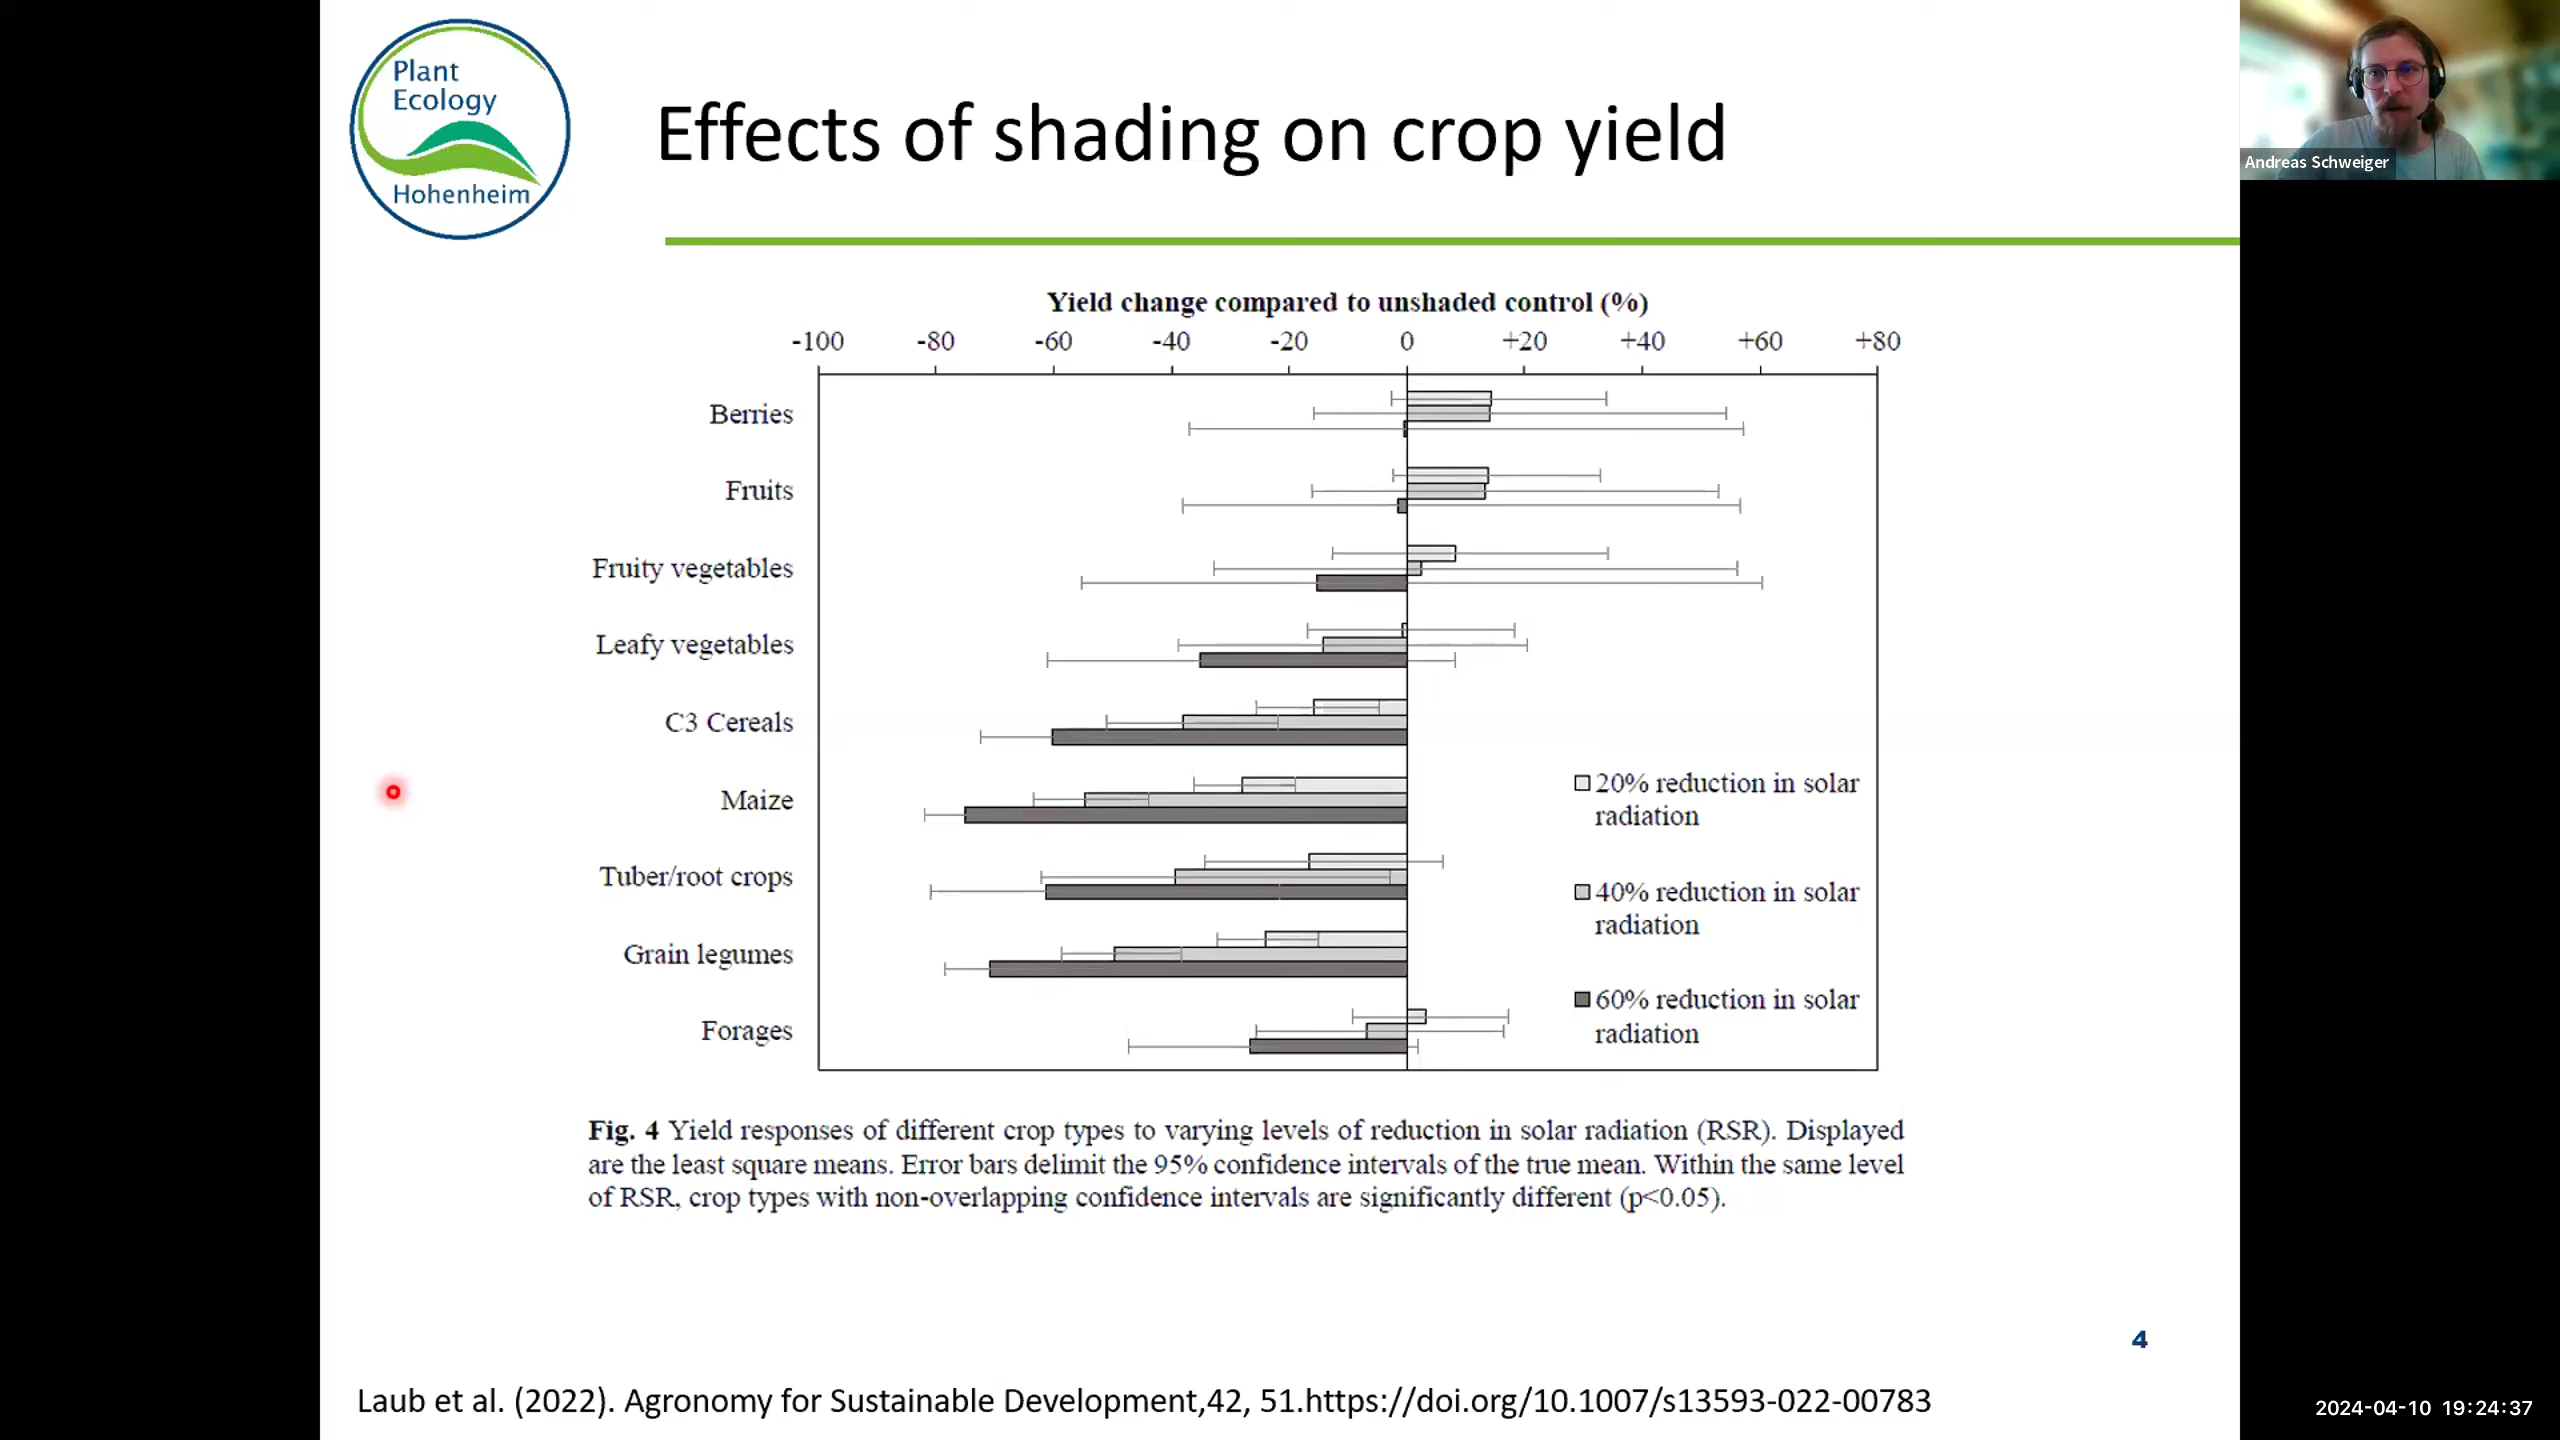 Plant
Ecology
Hohenheim
Effects of shading on crop yield
Andreas Schweiger
Yield change compared to unshaded control (%)
-100 -80 -60 -40 -20 0 +20 +40 +60 +80
Berries
Fruits
Fruity vegetables
Leafy vegetables
C3 Cereals
Maize
Tuber/root crops
Grain legumes
Forages
20% reduction in solar
radiation
40% reduction in solar
radiation
60% reduction in solar
radiation
Fig. 4 Yield responses of different crop types to varying levels of reduction in solar radiation (RSR). Displayed
are the least square means. Error bars delimit the 95% confidence intervals of the true mean. Within the same level
of RSR, crop types with non-overlapping confidence intervals are significantly different (p<0.05).
4
Laub et al. (2022). Agronomy for Sustainable Development,42, 51.https://doi.org/10.1007/s13593-022-00783
2024-04-10 19:24:37